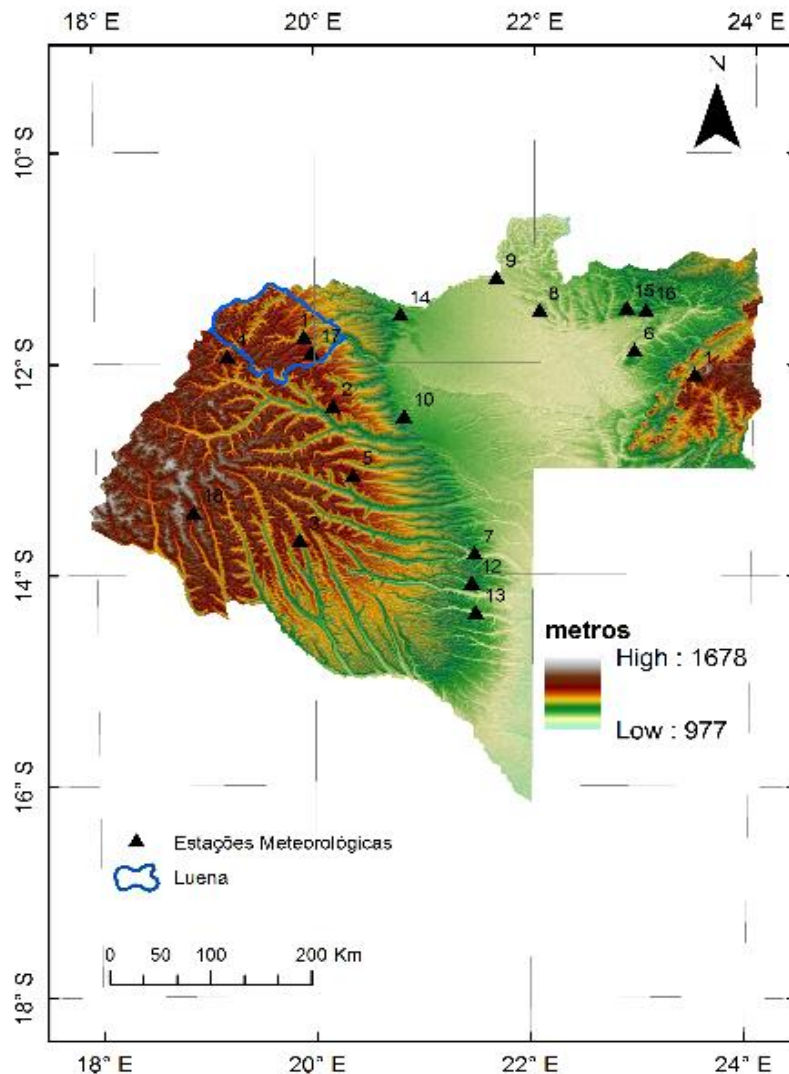 18° E 20° E 22° E 24° E
N
10° S
9
14
8
15 16
1
17
4
6
1
12° S
2
10
5
18
3
7
14° S
12
13
metros
High : 1678
Low : 977
16° S
Estações Meteorológicas
Luena
0 50 100 200 Km
18° S
18° E 20° E 22° E 24° E